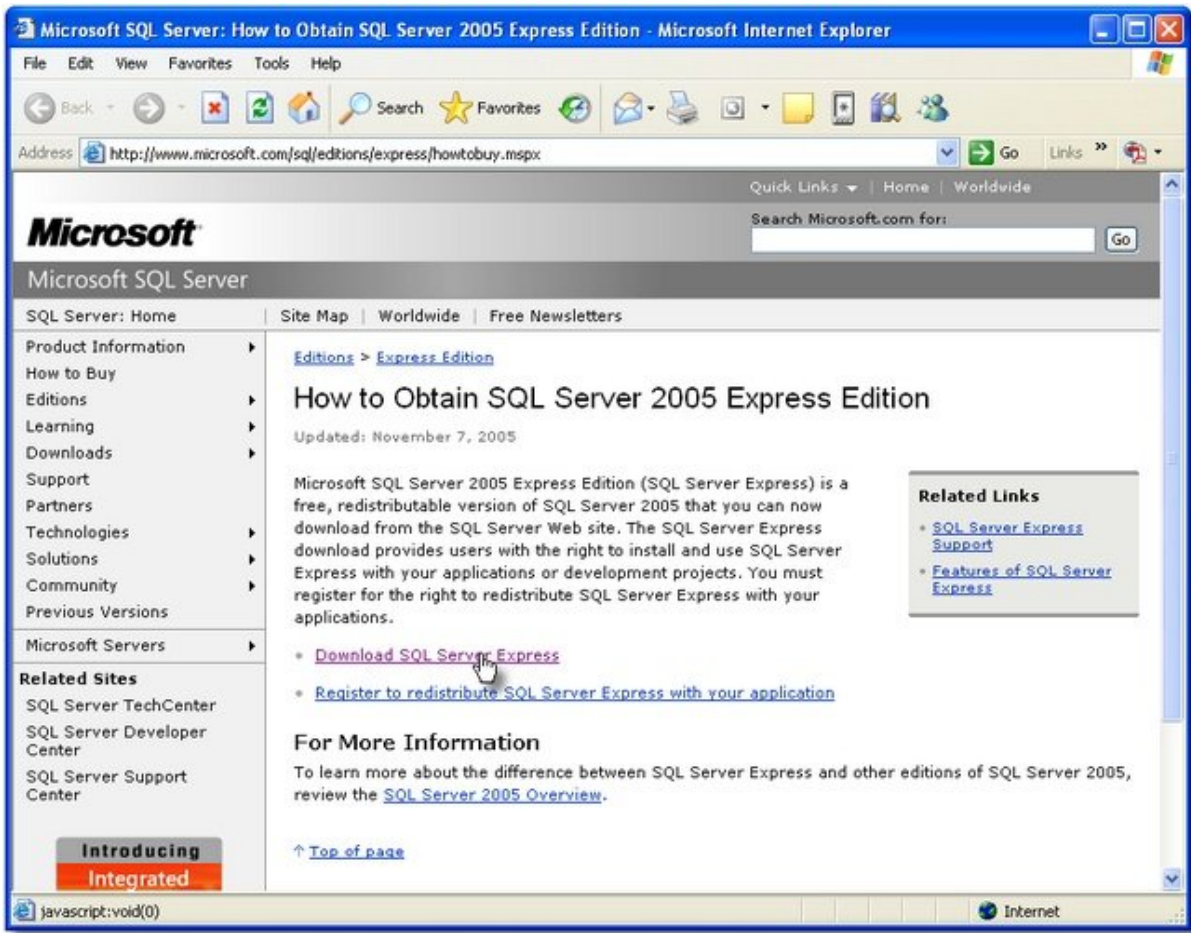 Microsoft SQL Server: How to Obtain SQL Server 2005 Express Edition - Microsoft Internet Explorer
File Edit View Favorites Tools Help
Back Search Favorites
Address http://www.microsoft.com/sql/editions/express/howtobuy.mspx Go Links »
Quick Links | Home | Worldwide
Microsoft
Search Microsoft.com for:
Go
Microsoft SQL Server
SQL Server: Home | Site Map | Worldwide | Free Newsletters
Product Information
How to Buy
Editions
Learning
Downloads
Support
Partners
Technologies
Solutions
Community
Previous Versions
Microsoft Servers
Related Sites
SQL Server TechCenter
SQL Server Developer
Center
SQL Server Support
Center
Introducing
Integrated
Editions > Express Edition
How to Obtain SQL Server 2005 Express Edition
Updated: November 7, 2005
Microsoft SQL Server 2005 Express Edition (SQL Server Express) is a
free, redistributable version of SQL Server 2005 that you can now
download from the SQL Server Web site. The SQL Server Express
download provides users with the right to install and use SQL Server
Express with your applications or development projects. You must
register for the right to redistribute SQL Server Express with your
applications.
• Download SQL Server Express
• Register to redistribute SQL Server Express with your application
Related Links
• SQL Server Express
Support
• Features of SQL Server
Express
For More Information
To learn more about the difference between SQL Server Express and other editions of SQL Server 2005,
review the SQL Server 2005 Overview.
↑ Top of page
javascript:void(0) Internet